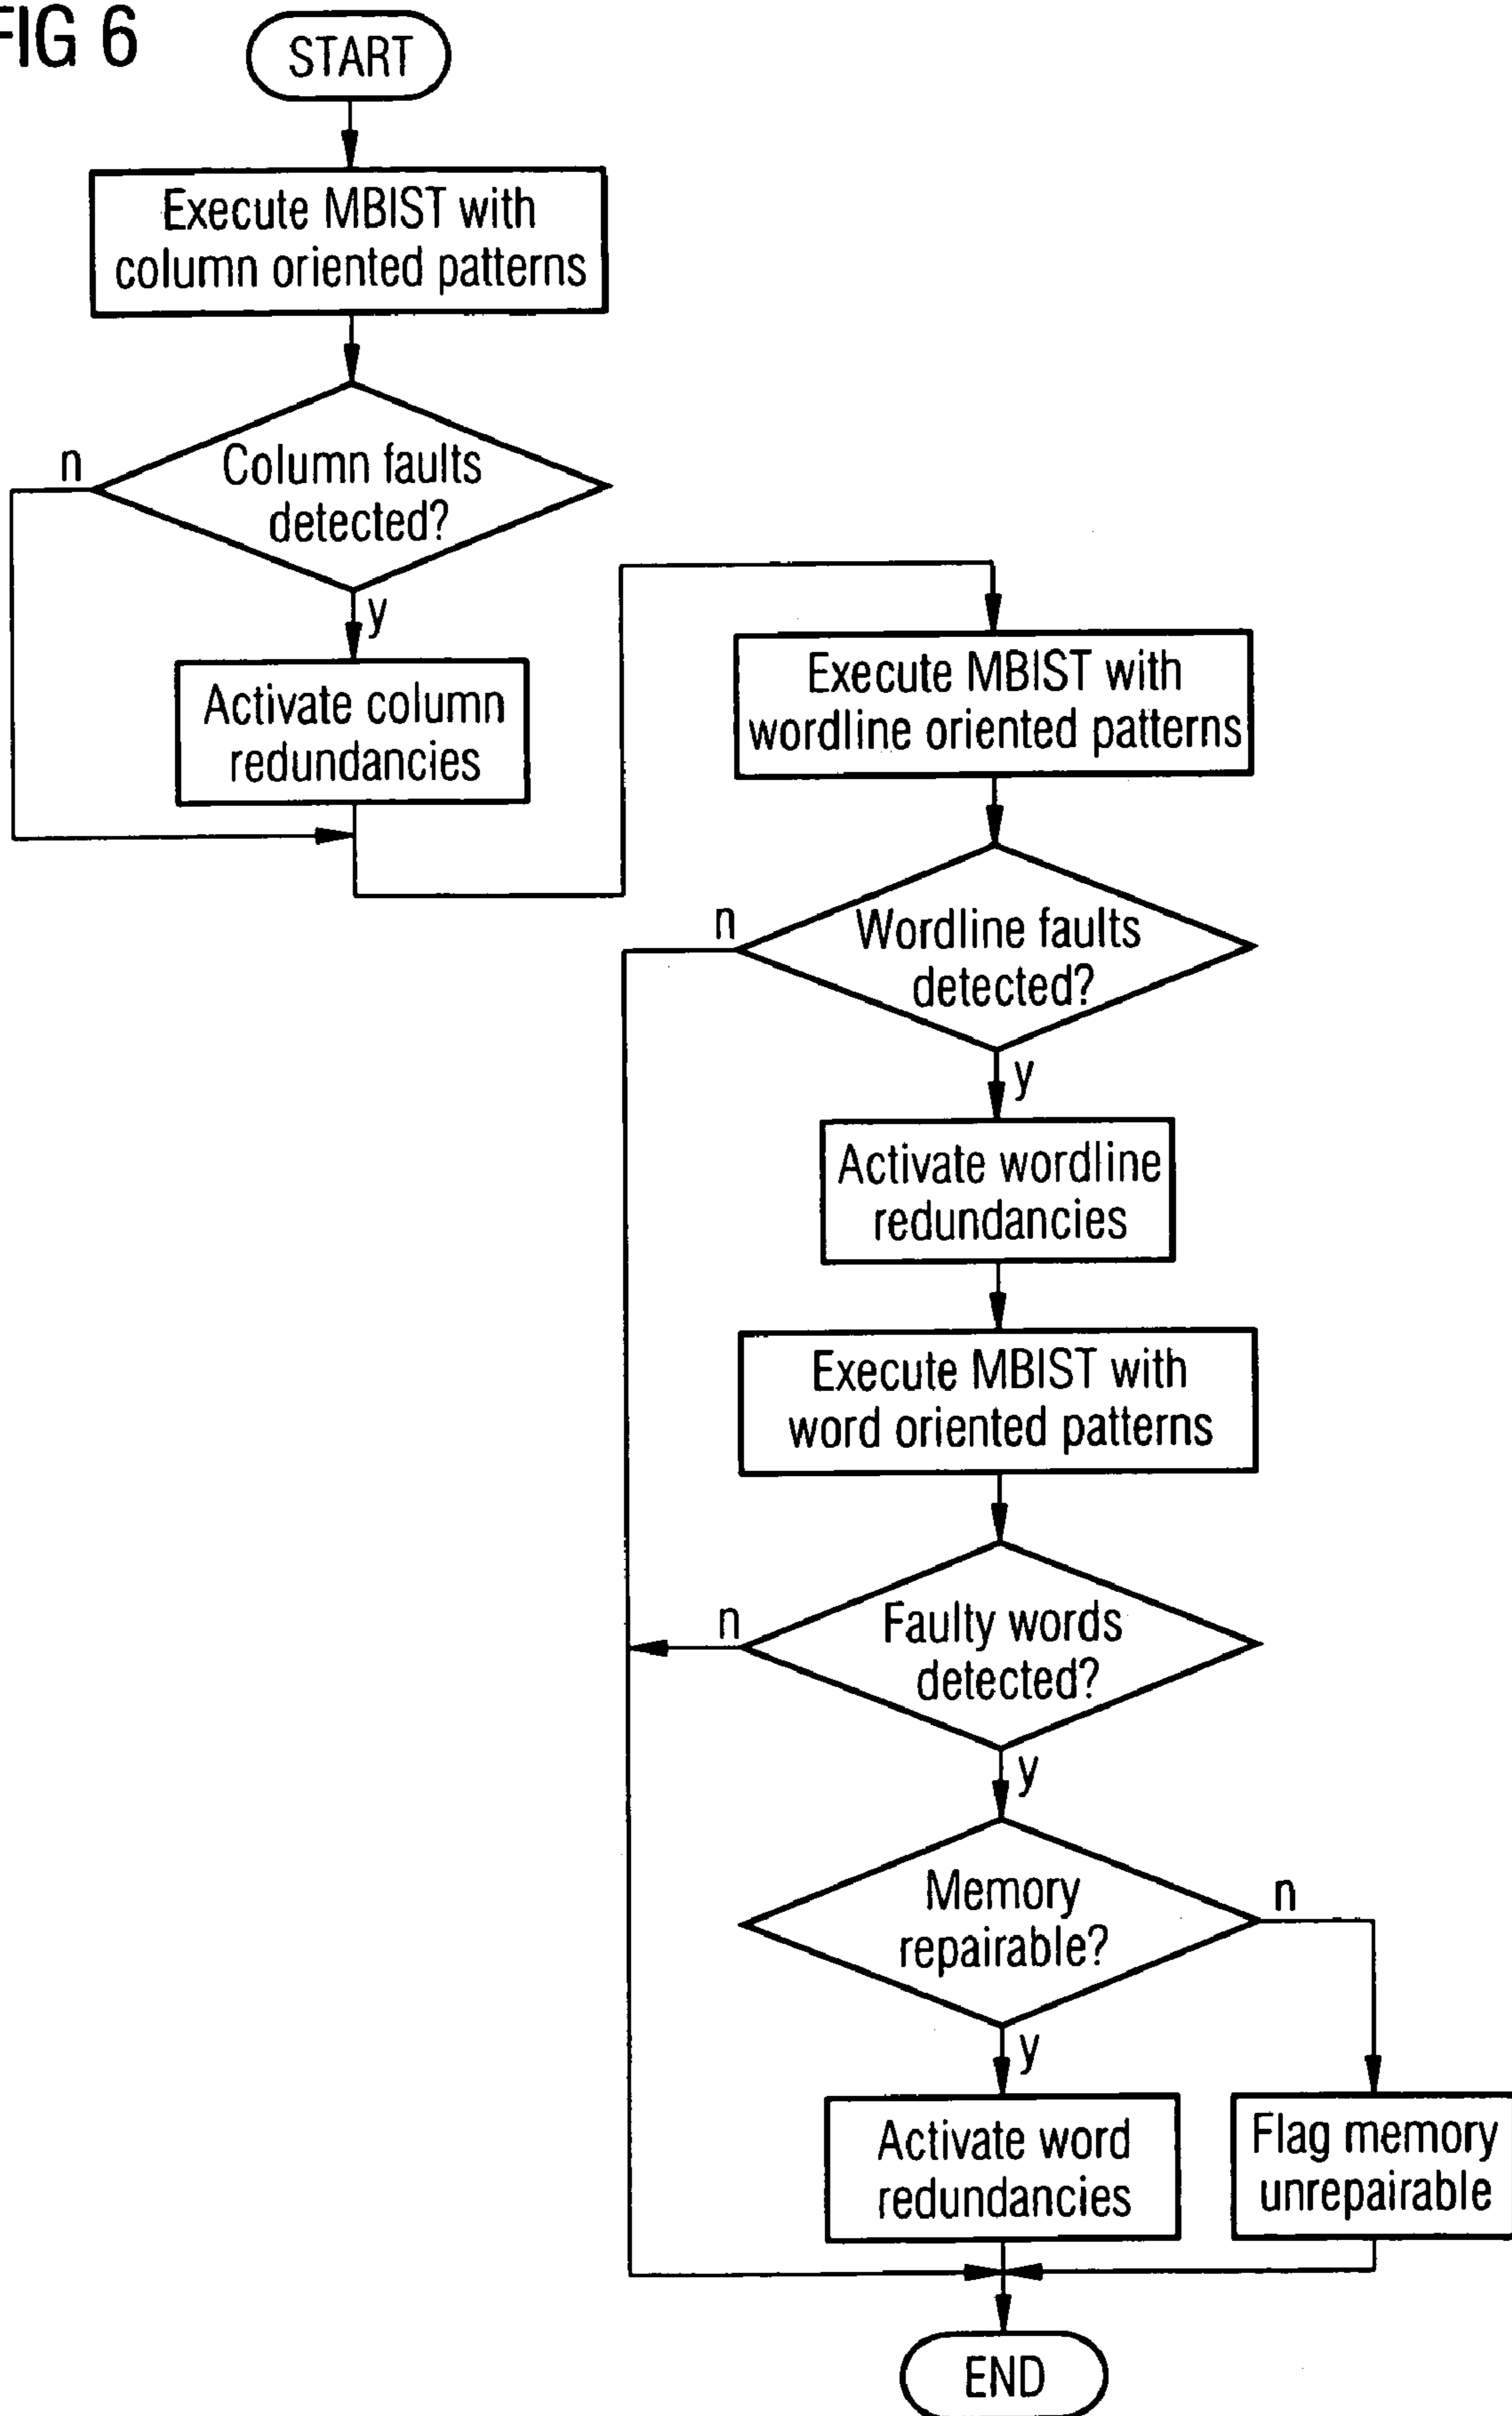 FIG 6
START
Execute MBIST with
column oriented patterns
n
Column faults
detected?
y
Activate column
redundancies
Execute MBIST with
wordline oriented patterns
n
Wordline faults
detected?
y
Activate wordline
redundancies
Execute MBIST with
word oriented patterns
n
Faulty words
detected?
y
Memory
repairable?
n
y
Activate word
redundancies
Flag memory
unrepairable
END